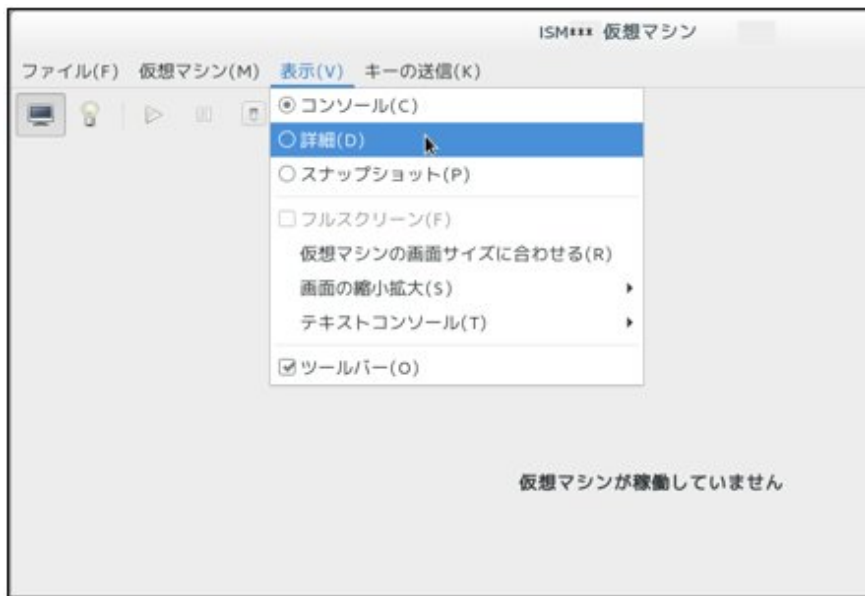 ISM*** 仮想マシン
ファイル(F) 仮想マシン(M) 表示(V) キーの送信(K)
コンソール(C)
詳細(D)
スナップショット(P)
フルスクリーン(F)
仮想マシンの画面サイズに合わせる(R)
画面の縮小拡大(S)
テキストコンソール(T)
ツールバー(O)
仮想マシンが稼働していません